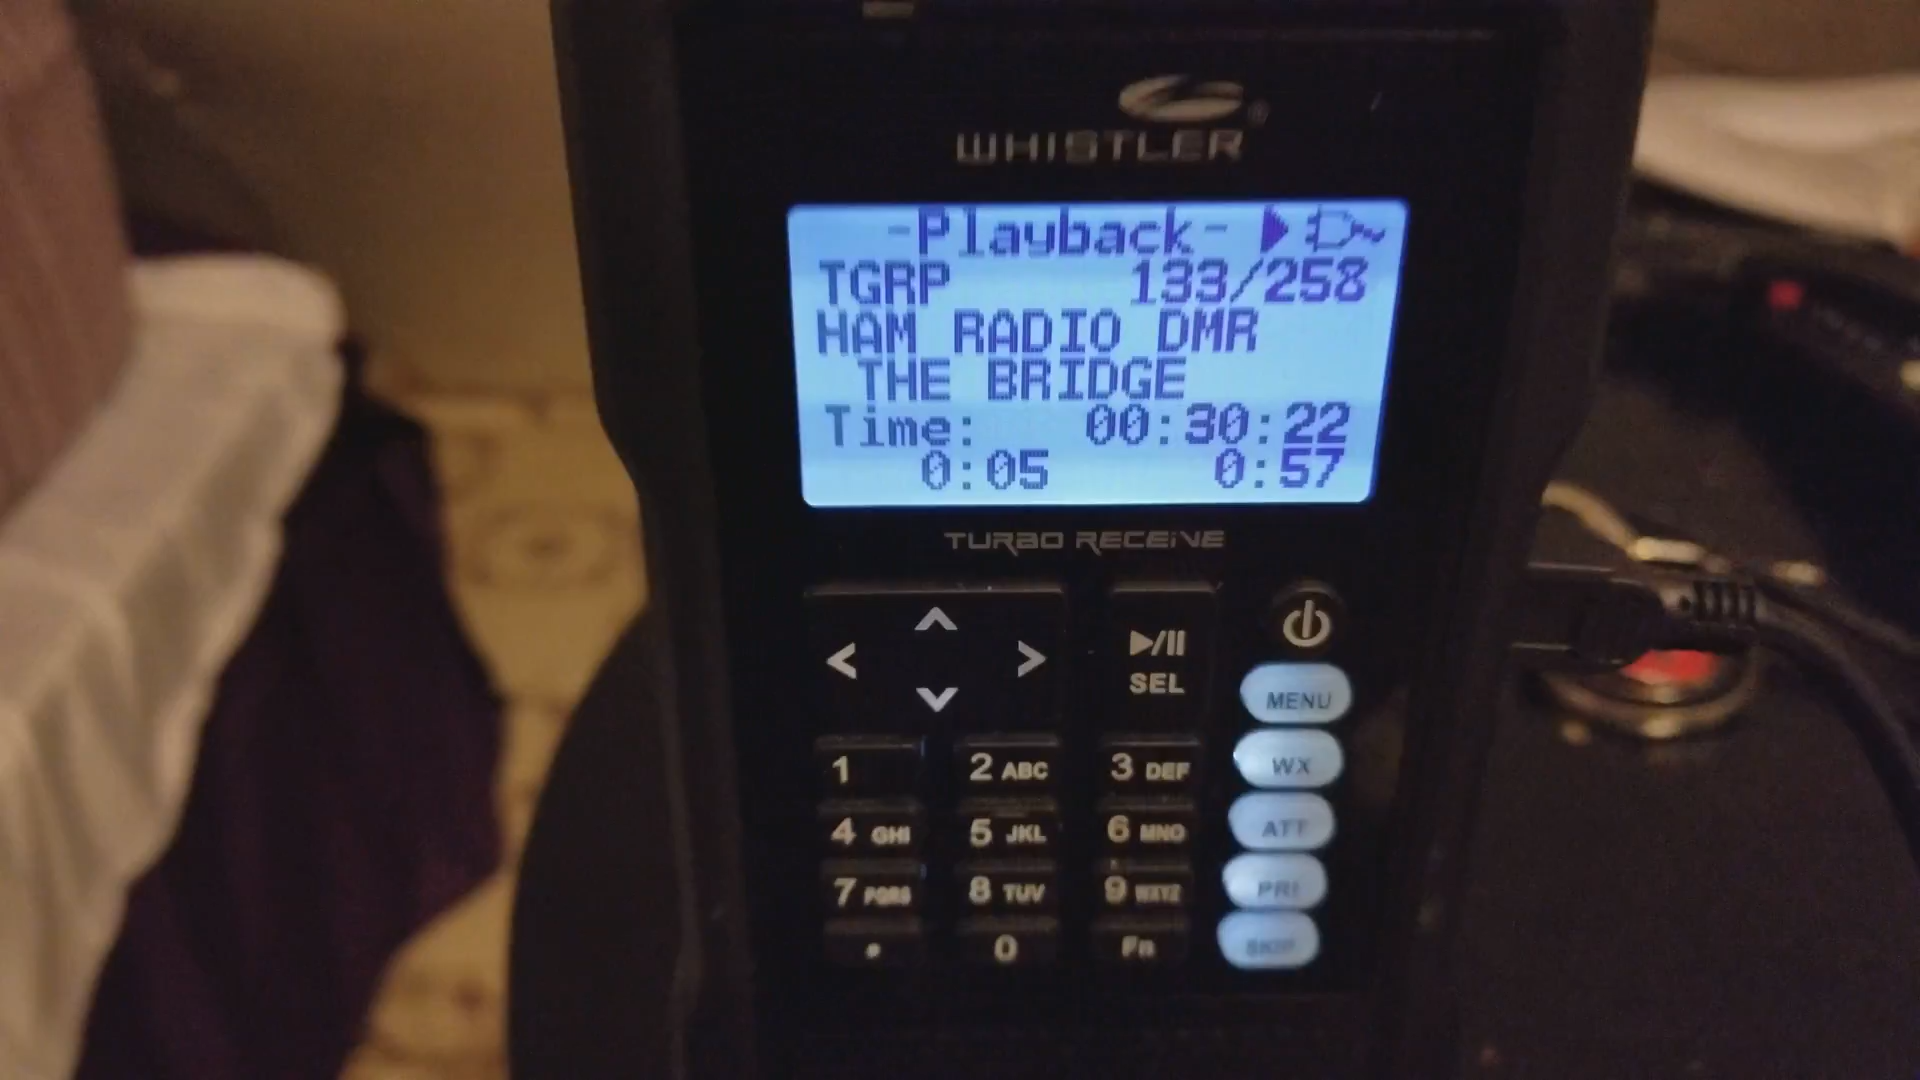 WHISTLER
-Playback-
TGRP 133/258
HAM RADIO DMR
THE BRIDGE
Time: 00:30:22
0:05 0:57
TURBO RECEIVE
SEL
MENU
1 2 ABC 3 DEF
WX
4 GHI 5 JKL 6 MNO
ATT
7 PQRS 8 TUV 9 WXYZ
PRI
. 0 Fn
SKIP